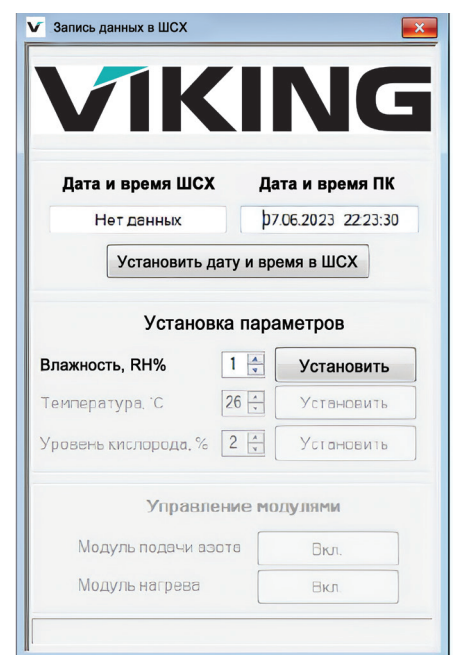 Запись данных в ШСХ
VIKING
Дата и время ШСХ Дата и время ПК
Нет данных 07.06.2023 22:23:30
Установить дату и время в ШСХ
Установка параметров
Влажность, RH% 1 Установить
Температура, °C 26 Установить
Уровень кислорода, % 2 Установить
Управление модулями
Модуль подачи азота Вкл.
Модуль нагрева Вкл